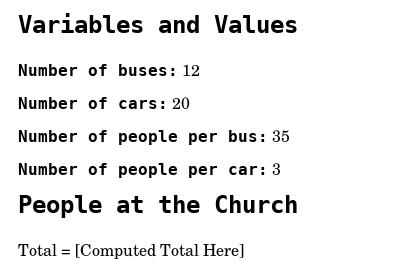 Variables and Values
Number of buses: 12
Number of cars: 20
Number of people per bus: 35
Number of people per car: 3
People at the Church
Total = [Computed Total Here]